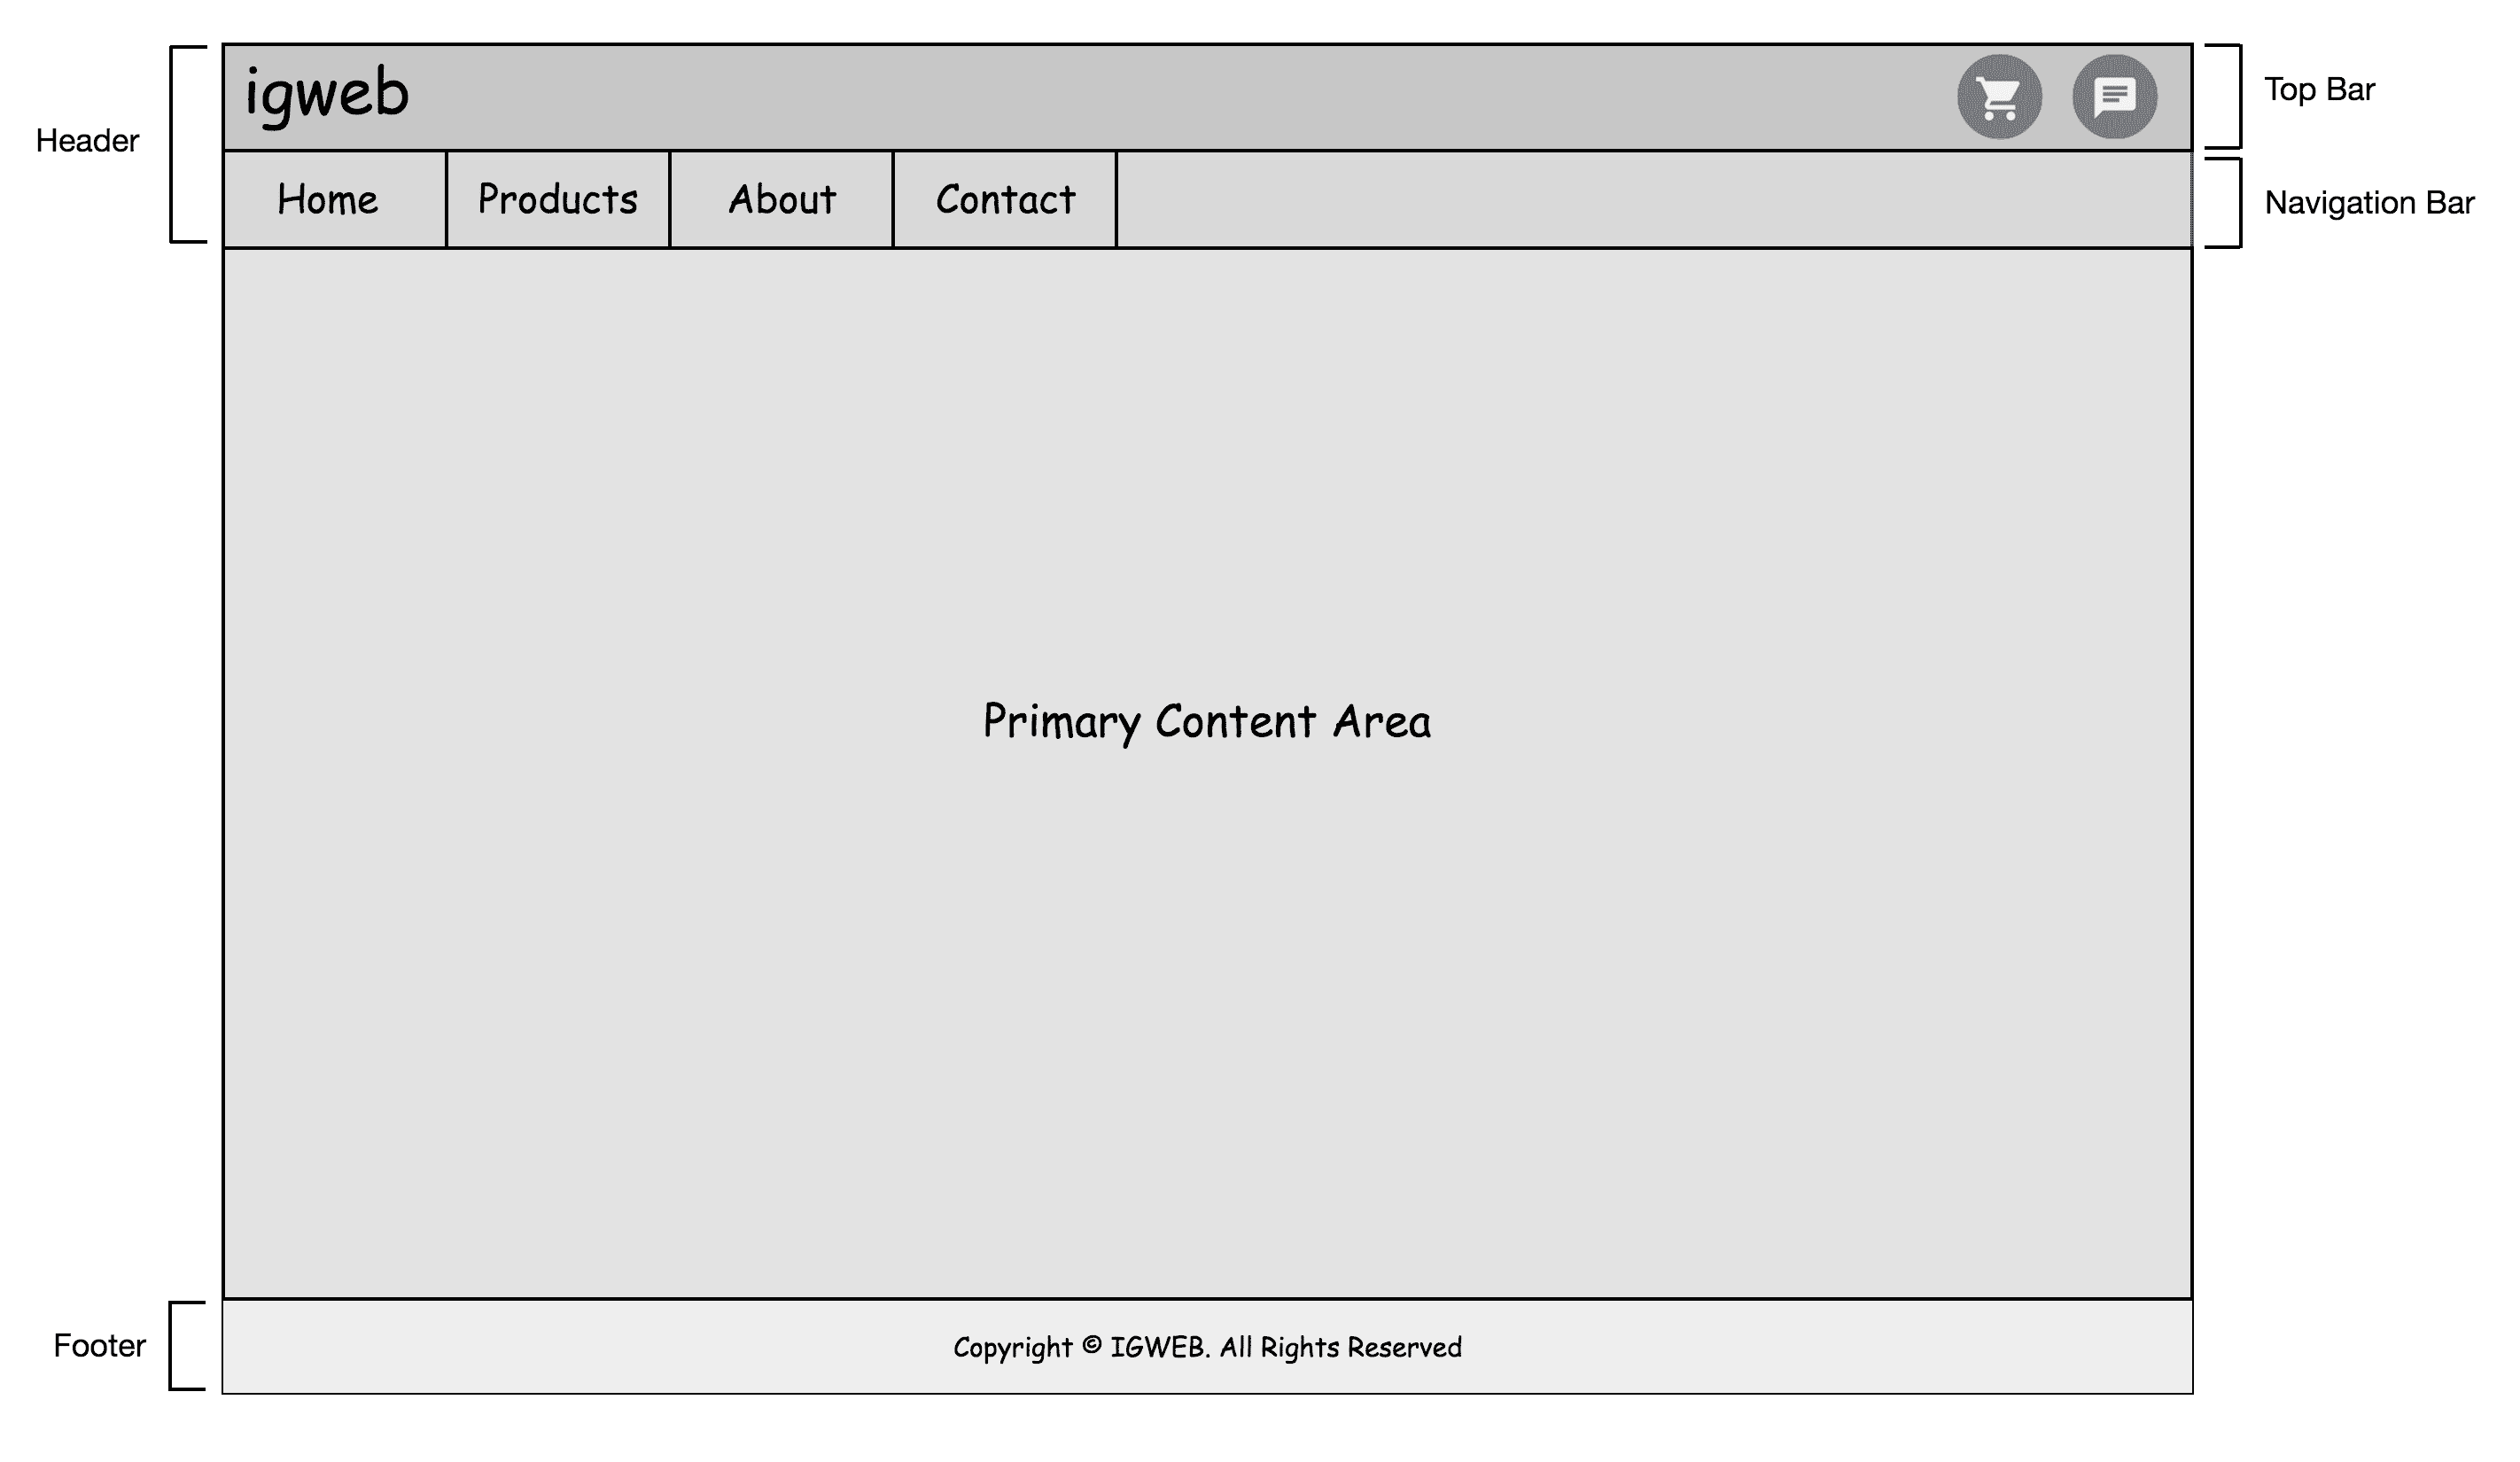 igweb
Top Bar
Header
Home Products About Contact
Navigation Bar
Primary Content Area
Footer
Copyright © IGWEB. All Rights Reserved